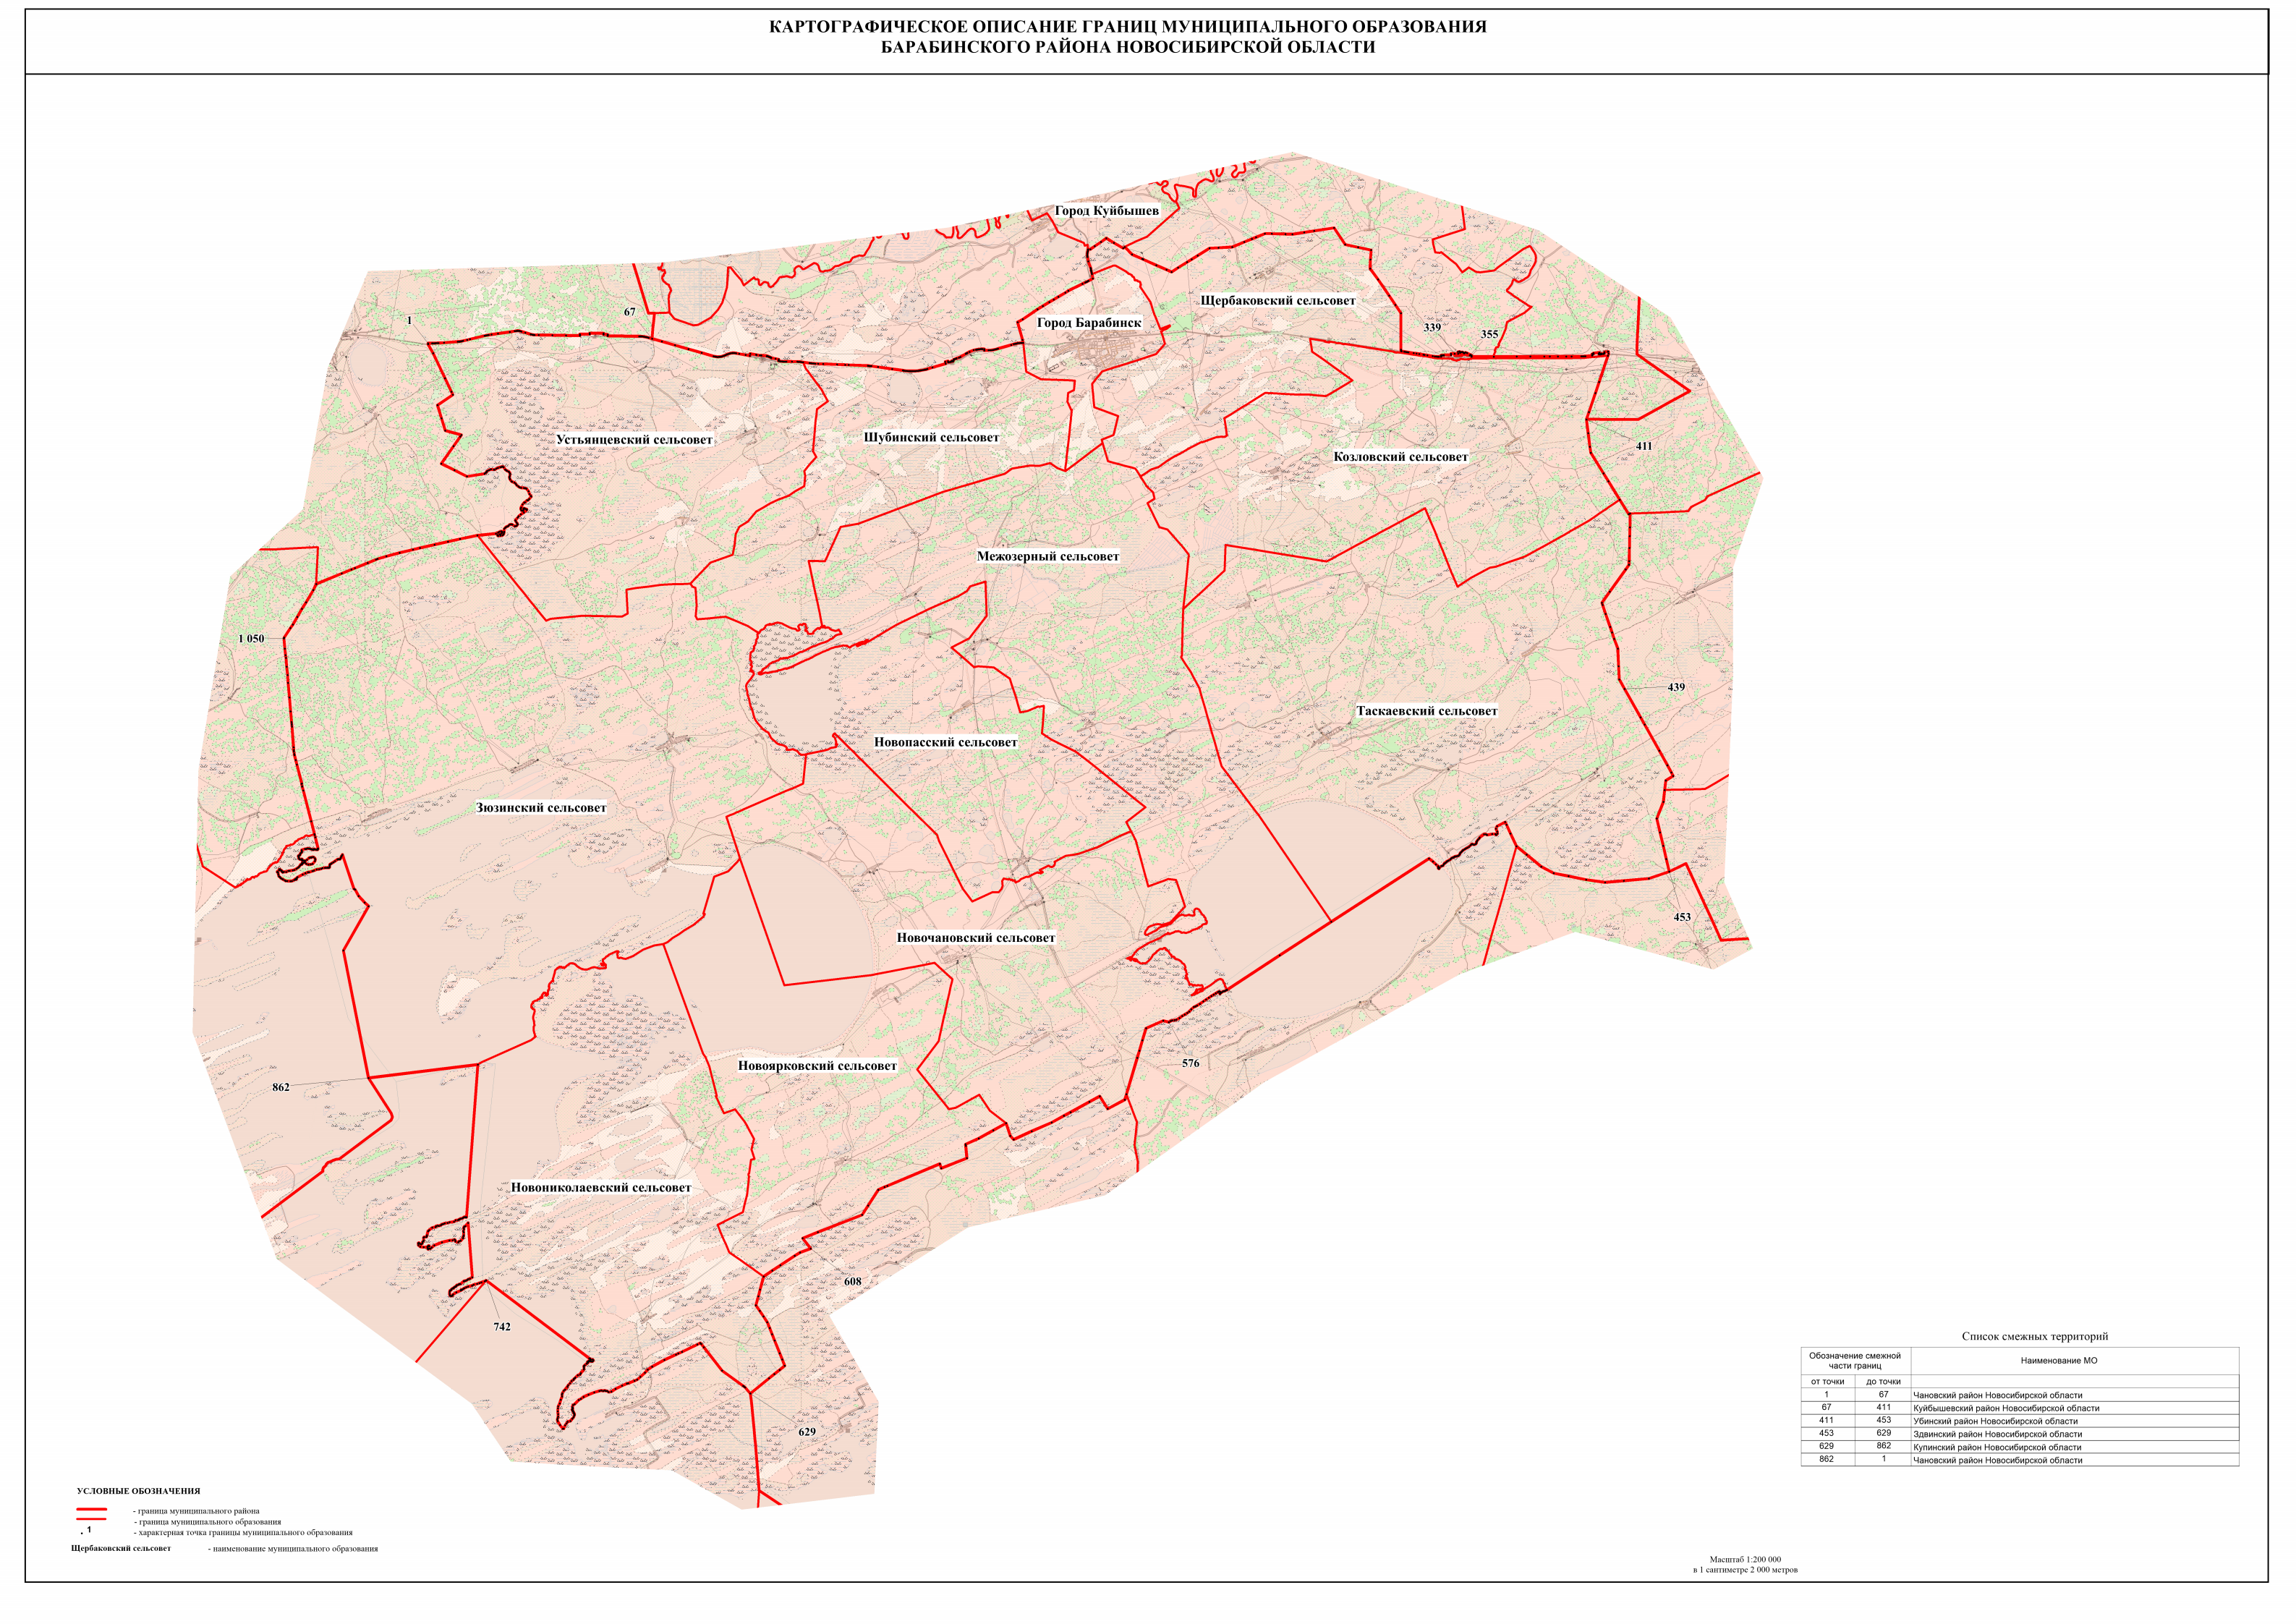 КАРТОГРАФИЧЕСКОЕ ОПИСАНИЕ ГРАНИЦ МУНИЦИПАЛЬНОГО ОБРАЗОВАНИЯ
БАРАБИНСКОГО РАЙОНА НОВОСИБИРСКОЙ ОБЛАСТИ
Город Куйбышев
Щербаковский сельсовет
67
1
Город Барабинск
339
355
Устьянцевский сельсовет
Шубинский сельсовет
411
Козловский сельсовет
Межозерный сельсовет
1 050
439
Таскаевский сельсовет
Новопасский сельсовет
Зюзинский сельсовет
453
Новочановский сельсовет
576
Новоярковский сельсовет
862
Новониколаевский сельсовет
608
742
629
Список смежных территорий
Обозначение смежной
части границ
Наименование МО
от точки до точки
1 67 Чановский район Новосибирской области
67 411 Куйбышевский район Новосибирской области
411 453 Убинский район Новосибирской области
453 629 Здвинский район Новосибирской области
629 862 Купинский район Новосибирской области
862 1 Чановский район Новосибирской области
УСЛОВНЫЕ ОБОЗНАЧЕНИЯ
- граница муниципального района
- граница муниципального образования
. 1 - характерная точка границы муниципального образования
Щербаковский сельсовет - наименование муниципального образования
Масштаб 1:200 000
в 1 сантиметре 2 000 метров